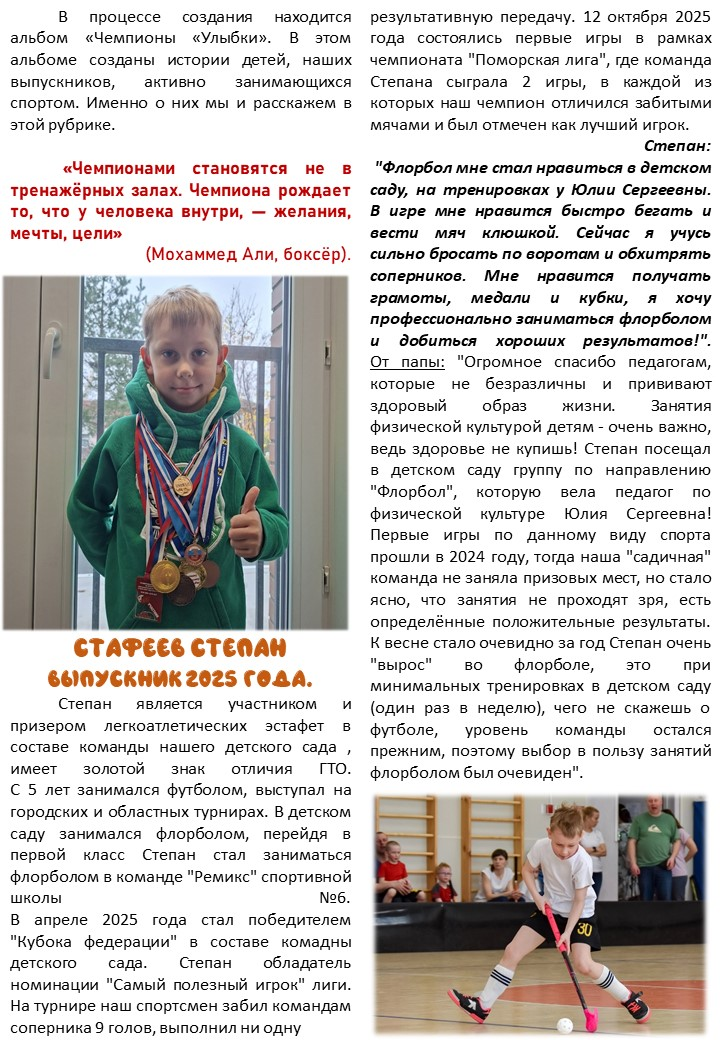 В процессе создания находится
альбом «Чемпионы «Улыбки». В этом
альбоме созданы истории детей, наших
выпускников, активно занимающихся
спортом. Именно о них мы и расскажем в
этой рубрике.
«Чемпионами становятся не в
тренажёрных залах. Чемпиона рождает
то, что у человека внутри, — желания,
мечты, цели»
(Мохаммед Али, боксёр).
СТАФЕЕВ СТЕПАН
ВЫПУСКНИК 2025 ГОДА.
Степан является участником и
призером легкоатлетических эстафет в
составе команды нашего детского сада ,
имеет золотой знак отличия ГТО.
С 5 лет занимался футболом, выступал на
городских и областных турнирах. В детском
саду занимался флорболом, перейдя в
первой класс Степан стал заниматься
флорболом в команде "Ремикс" спортивной
школы №6.
В апреле 2025 года стал победителем
"Кубока федерации" в составе комадны
детского сада. Степан обладатель
номинации "Самый полезный игрок" лиги.
На турнире наш спортсмен забил командам
соперника 9 голов, выполнил ни одну
результативную передачу. 12 октября 2025
года состоялись первые игры в рамках
чемпионата "Поморская лига", где команда
Степана сыграла 2 игры, в каждой из
которых наш чемпион отличился забитыми
мячами и был отмечен как лучший игрок.
Степан:
"Флорбол мне стал нравиться в детском
саду, на тренировках у Юлии Сергеевны.
В игре мне нравится быстро бегать и
вести мяч клюшкой. Сейчас я учусь
сильно бросать по воротам и обхитрять
соперников. Мне нравится получать
грамоты, медали и кубки, я хочу
профессионально заниматься флорболом
и добиться хороших результатов!".
От папы: "Огромное спасибо педагогам,
которые не безразличны и прививают
здоровый образ жизни. Занятия
физической культурой детям - очень важно,
ведь здоровье не купишь! Степан посещал
в детском саду группу по направлению
"Флорбол", которую вела педагог по
физической культуре Юлия Сергеевна!
Первые игры по данному виду спорта
прошли в 2024 году, тогда наша "садичная"
команда не заняла призовых мест, но стало
ясно, что занятия не проходят зря, есть
определённые положительные результаты.
К весне стало очевидно за год Степан очень
"вырос" во флорболе, это при
минимальных тренировках в детском саду
(один раз в неделю), чего не скажешь о
футболе, уровень команды остался
прежним, поэтому выбор в пользу занятий
флорболом был очевиден".
30